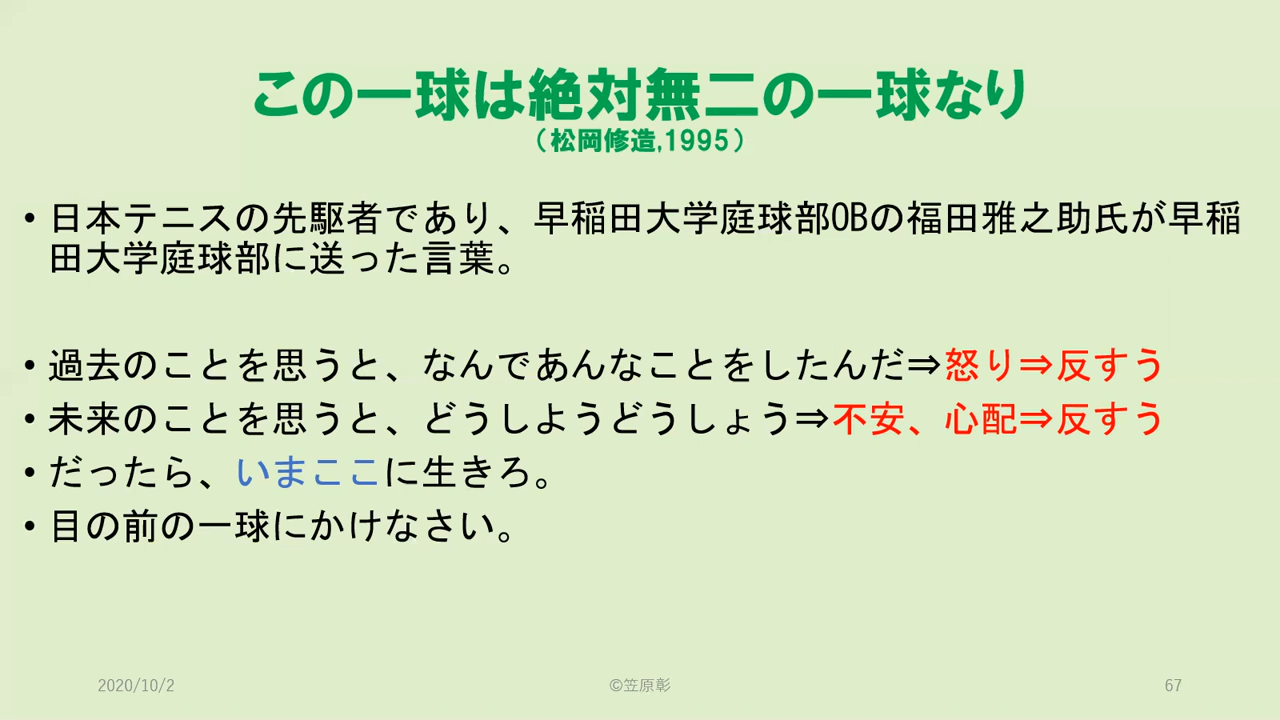 この一球は絶対無二の一球なり
（松岡修造,1995）
• 日本テニスの先駆者であり、早稲田大学庭球部OBの福田雅之助氏が早稲
田大学庭球部に送った言葉。
• 過去のことを思うと、なんであんなことをしたんだ⇒怒り⇒反すう
• 未来のことを思うと、どうしようどうしょう⇒不安、心配⇒反すう
• だったら、いまここに生きろ。
• 目の前の一球にかけなさい。
2020/10/2
©笠原彰
67